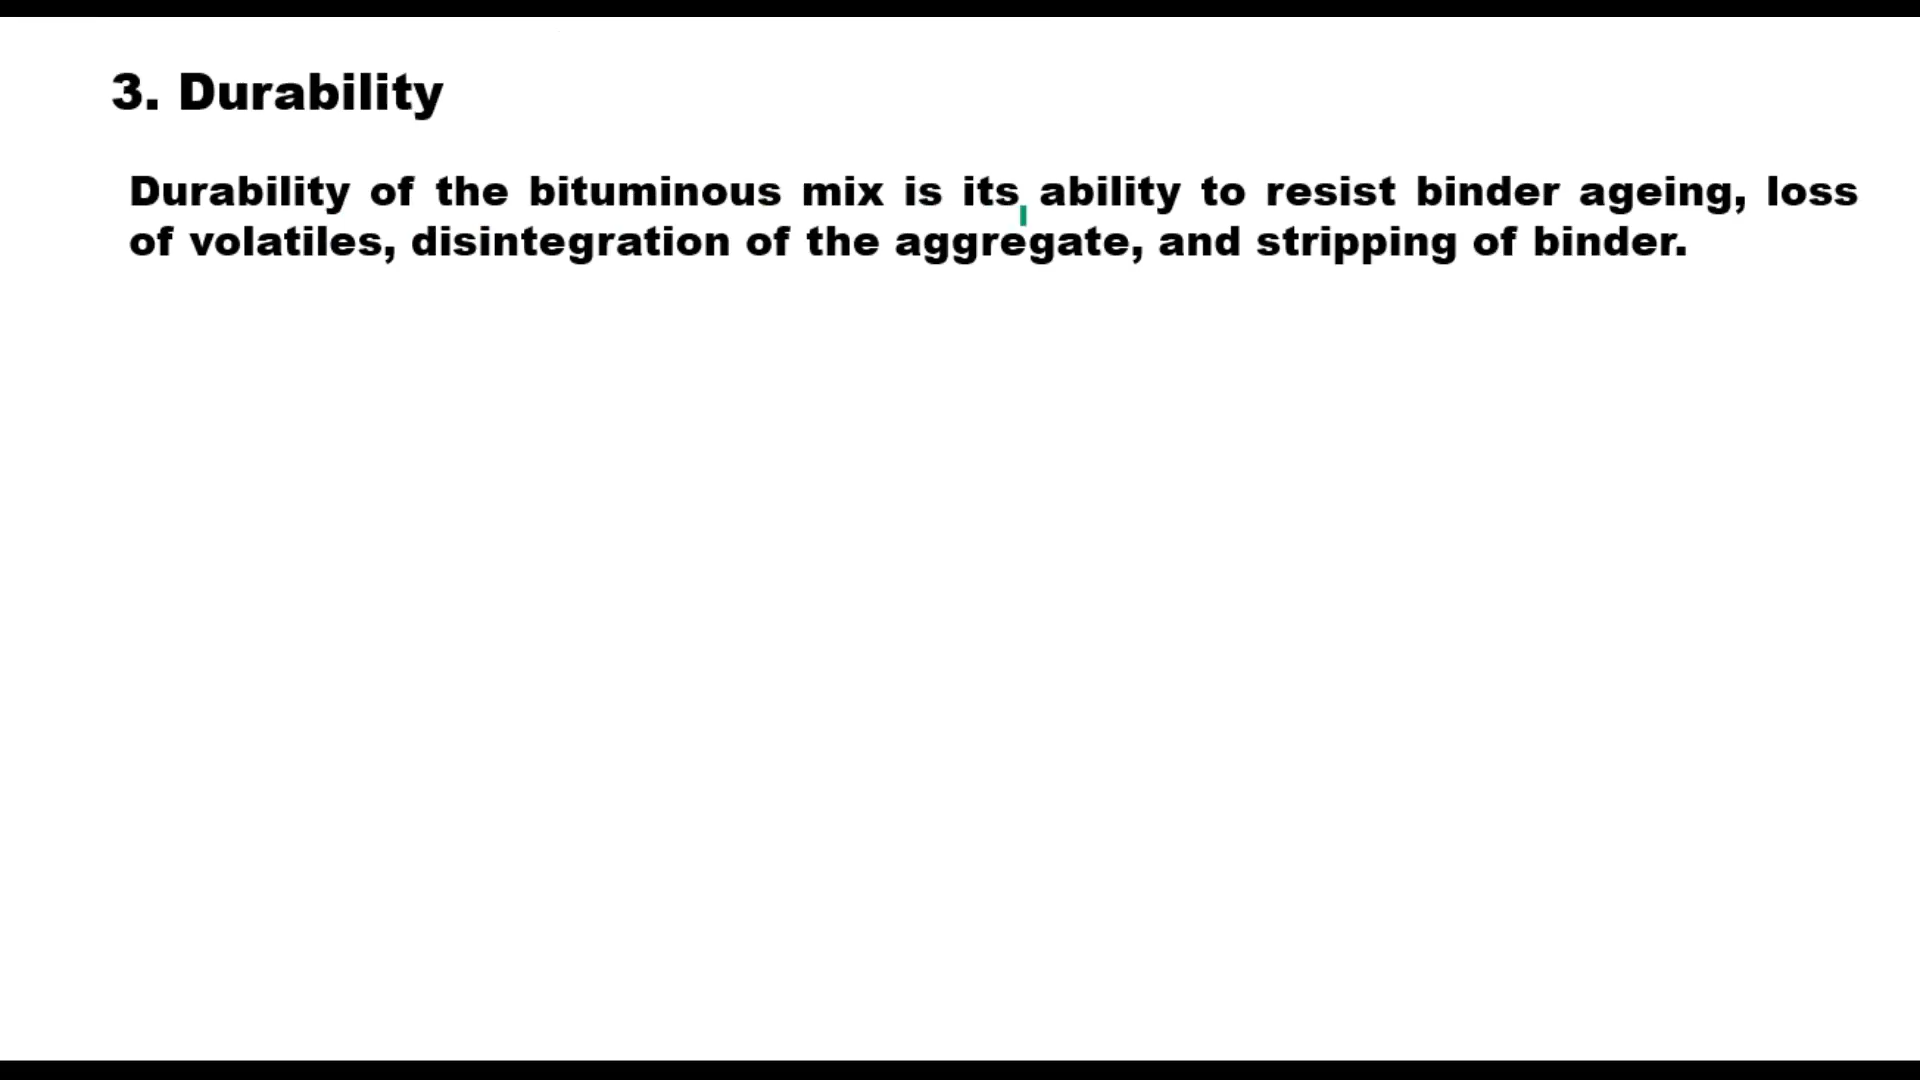 3. Durability
Durability of the bituminous mix is its ability to resist binder ageing, loss
of volatiles, disintegration of the aggregate, and stripping of binder.